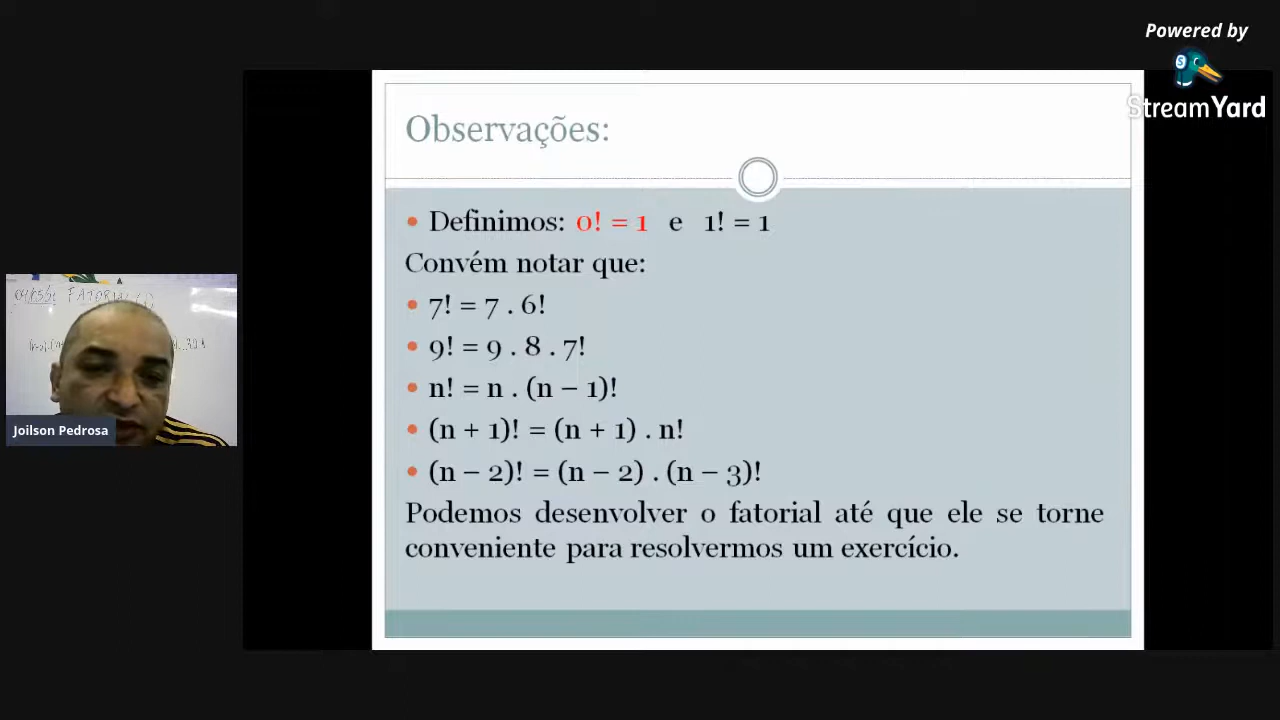 Powered by
StreamYard
Observações:
• Definimos: 0! = 1 e 1! = 1
Convém notar que:
• 7! = 7 . 6!
• 9! = 9 . 8 . 7!
• n! = n . (n – 1)!
• (n + 1)! = (n + 1) . n!
• (n – 2)! = (n – 2) . (n – 3)!
Podemos desenvolver o fatorial até que ele se torne
conveniente para resolvermos um exercício.
FATORIAL
Joilson Pedrosa